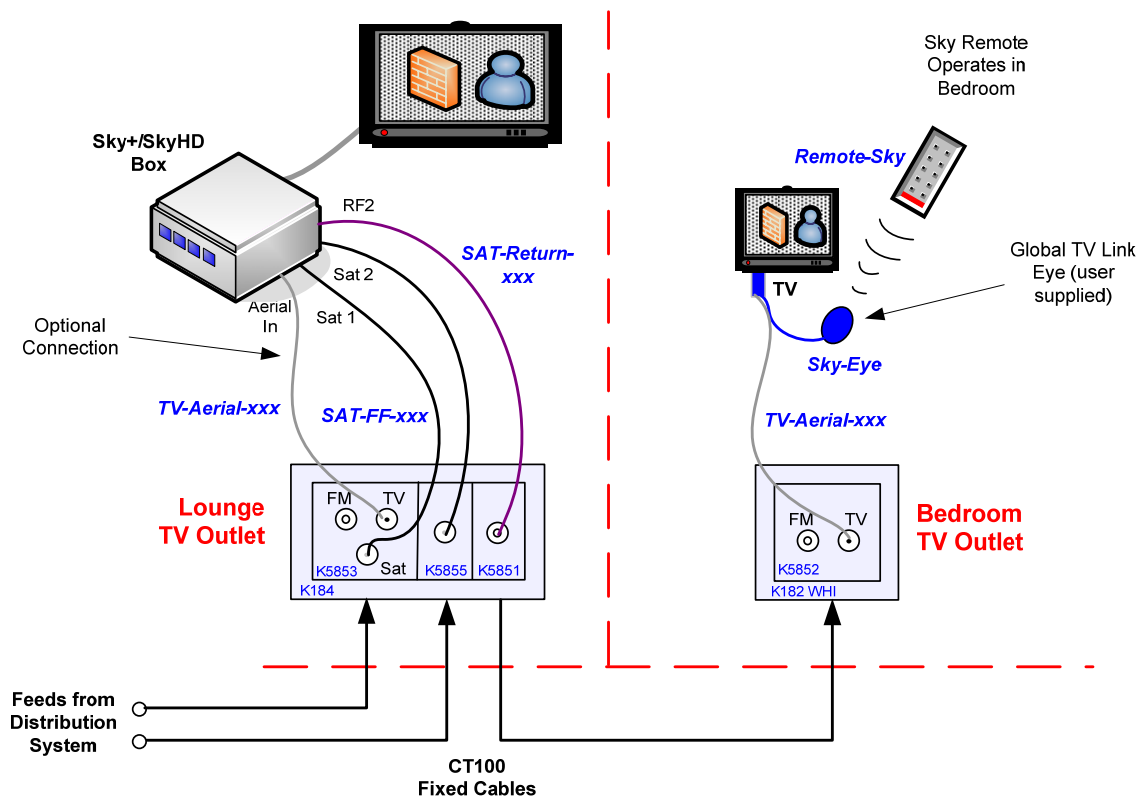 Sky Remote
Operates in
Bedroom
Sky+/SkyHD
Box
Remote-Sky
RF2
SAT-Return-
xxx
Global TV Link
Eye (user
supplied)
Sat 2
TV
Aerial
In
Sat 1
Optional
Connection
Sky-Eye
TV-Aerial-xxx
SAT-FF-xxx
TV-Aerial-xxx
Lounge
TV Outlet
FM
TV
Sat
K5853
K5855
K5851
K184
Bedroom
TV Outlet
FM
TV
K5852
K182 WHI
Feeds from
Distribution
System
CT100
Fixed Cables